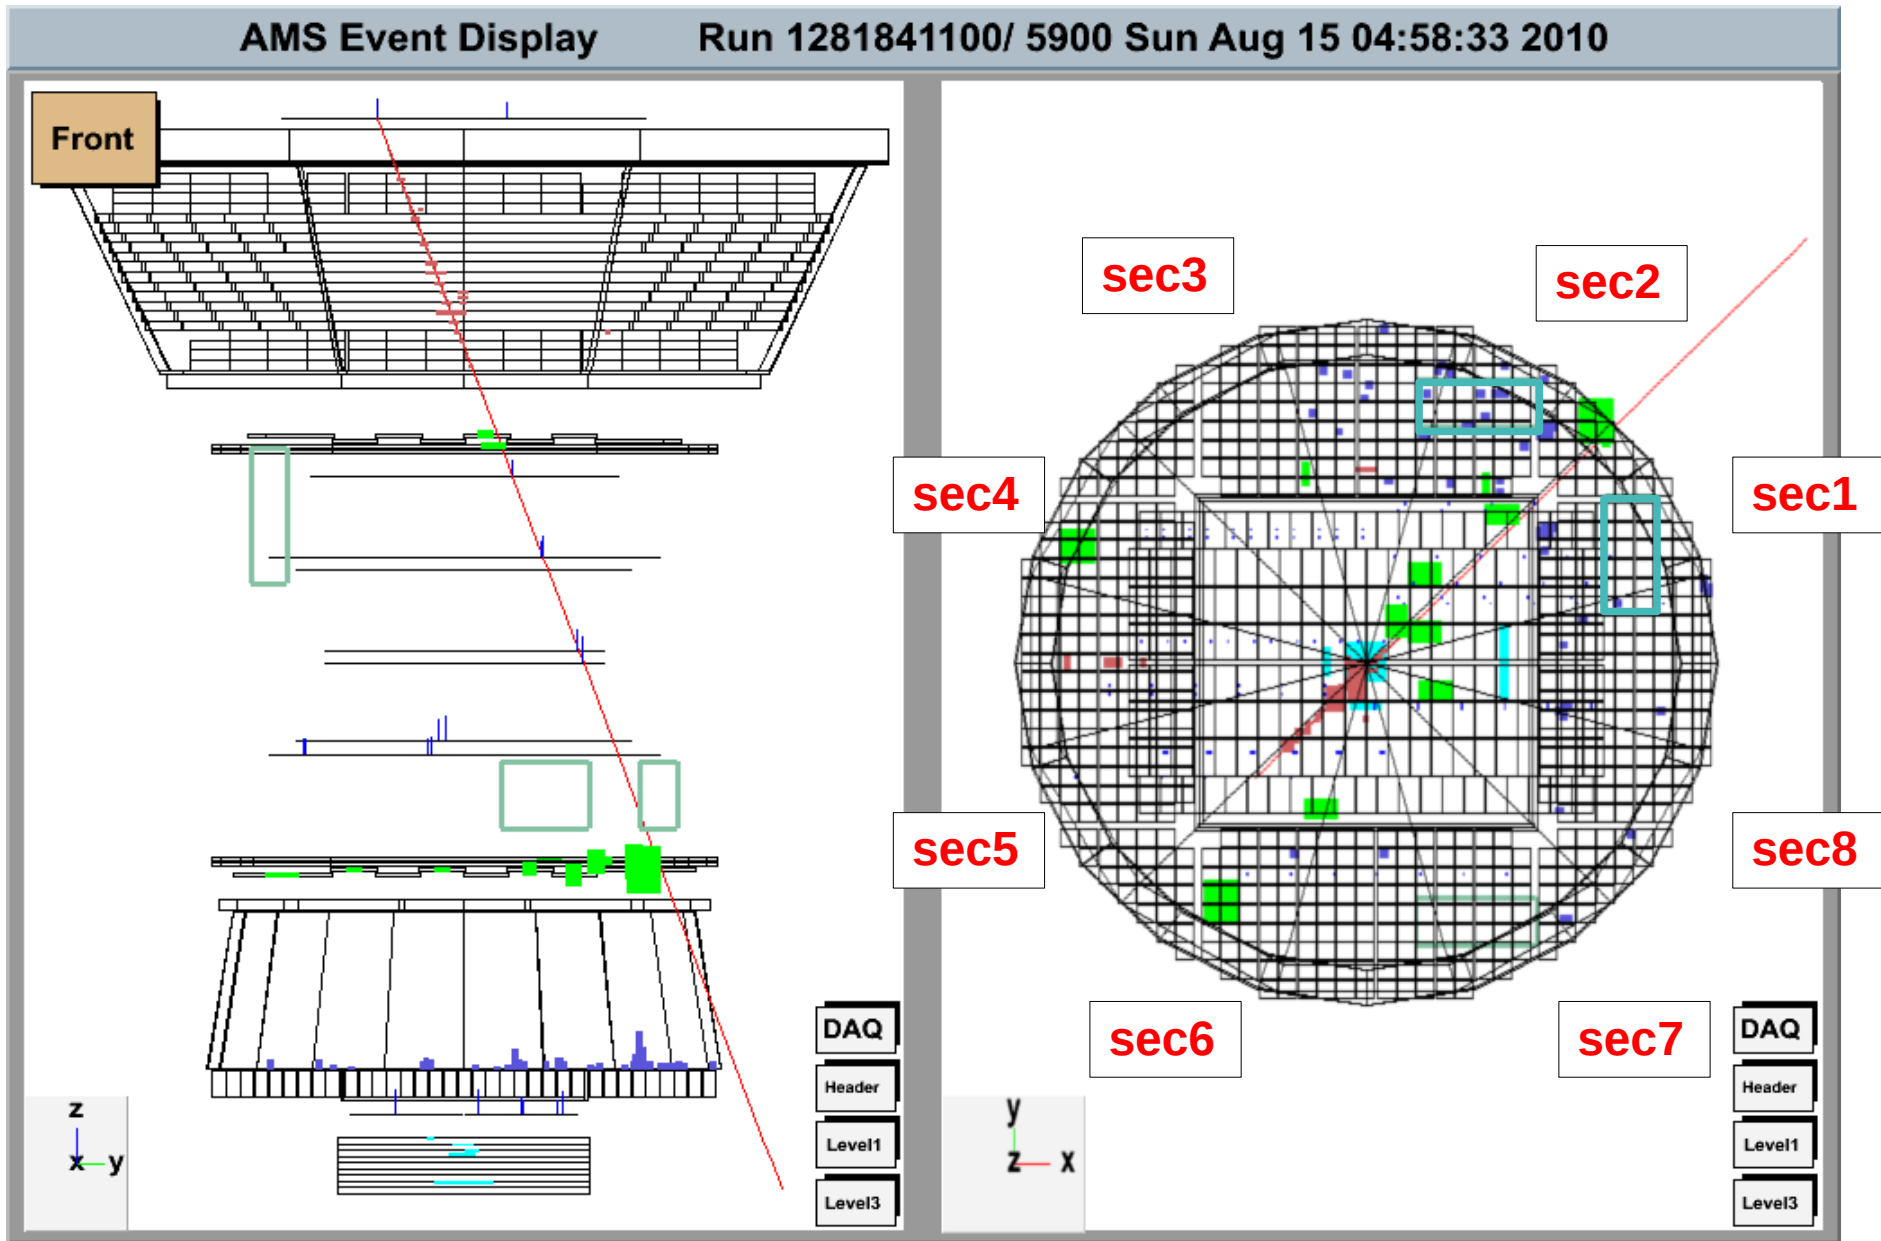 AMS Event Display Run 1281841100/ 5900 Sun Aug 15 04:58:33 2010
Front
sec3
sec2
sec4
sec1
sec5
sec8
sec6
sec7
DAQ
Header
Level1
Level3
z
x y
DAQ
Header
Level1
Level3
y
z x